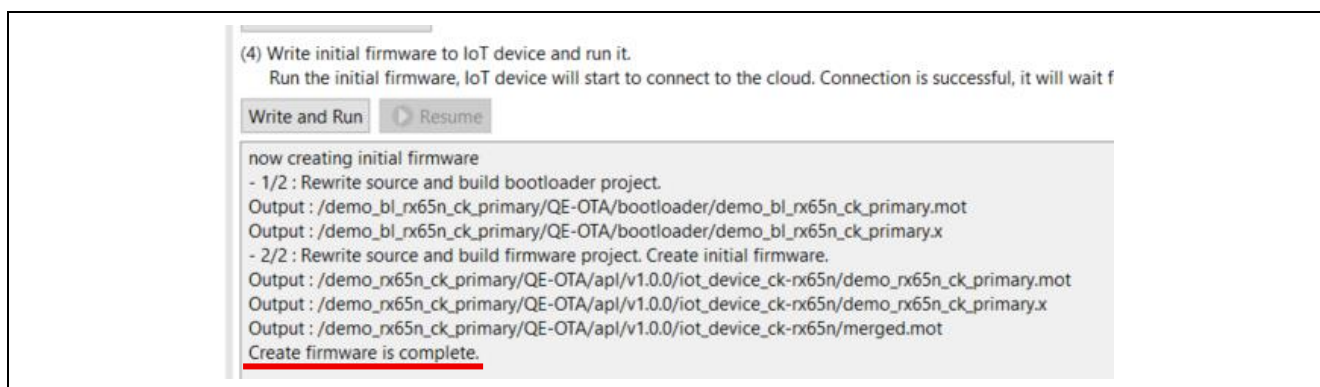 (4) Write initial firmware to IoT device and run it.
Run the initial firmware, IoT device will start to connect to the cloud. Connection is successful, it will wait f
Write and Run Resume
now creating initial firmware
- 1/2 : Rewrite source and build bootloader project.
Output : /demo_bl_rx65n_ck_primary/QE-OTA/bootloader/demo_bl_rx65n_ck_primary.mot
Output : /demo_bl_rx65n_ck_primary/QE-OTA/bootloader/demo_bl_rx65n_ck_primary.x
- 2/2 : Rewrite source and build firmware project. Create initial firmware.
Output : /demo_rx65n_ck_primary/QE-OTA/apl/v1.0.0/iot_device_ck-rx65n/demo_rx65n_ck_primary.mot
Output : /demo_rx65n_ck_primary/QE-OTA/apl/v1.0.0/iot_device_ck-rx65n/demo_rx65n_ck_primary.x
Output : /demo_rx65n_ck_primary/QE-OTA/apl/v1.0.0/iot_device_ck-rx65n/merged.mot
Create firmware is complete.